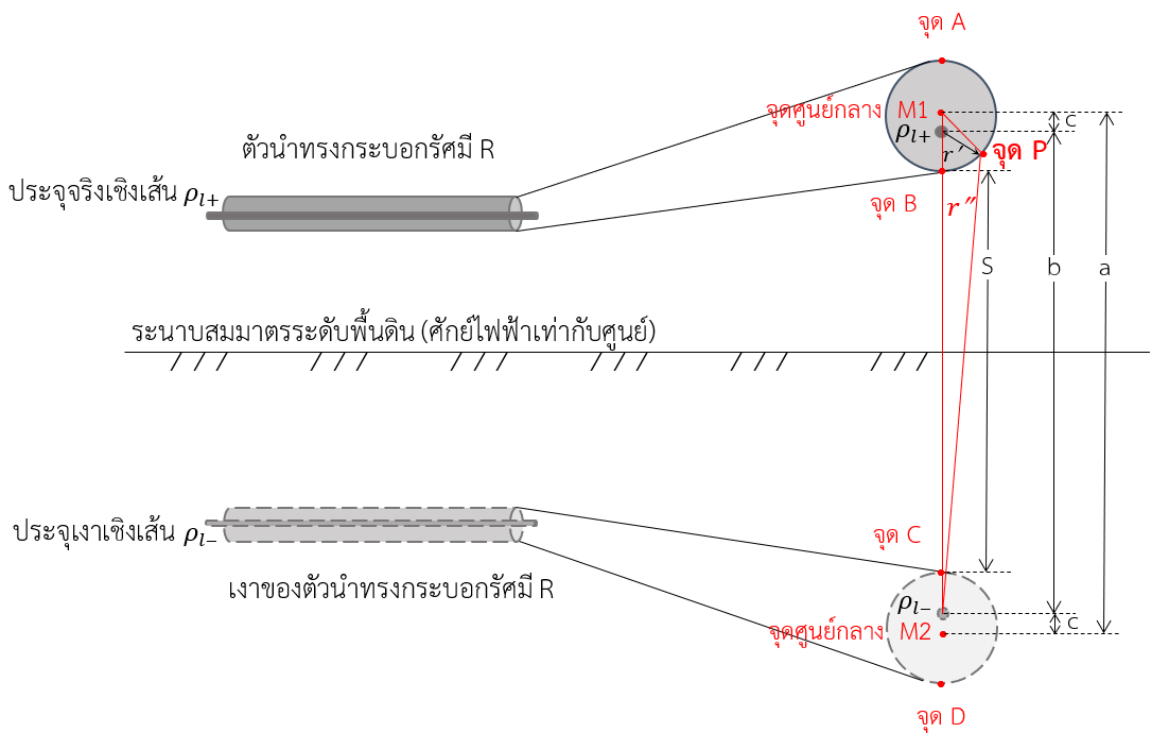 จุด A
จุดศูนย์กลาง M1
c
ρl+
ตัวนำทรงกระบอกรัศมี R
r′
จุด P
ประจุจริงเชิงเส้น ρl+
จุด B
r″
S
b
a
ระนาบสมมาตรระดับพื้นดิน (ศักย์ไฟฟ้าเท่ากับศูนย์)
ประจุเงาเชิงเส้น ρl−
จุด C
เงาของตัวนำทรงกระบอกรัศมี R
ρl−
c
จุดศูนย์กลาง M2
จุด D